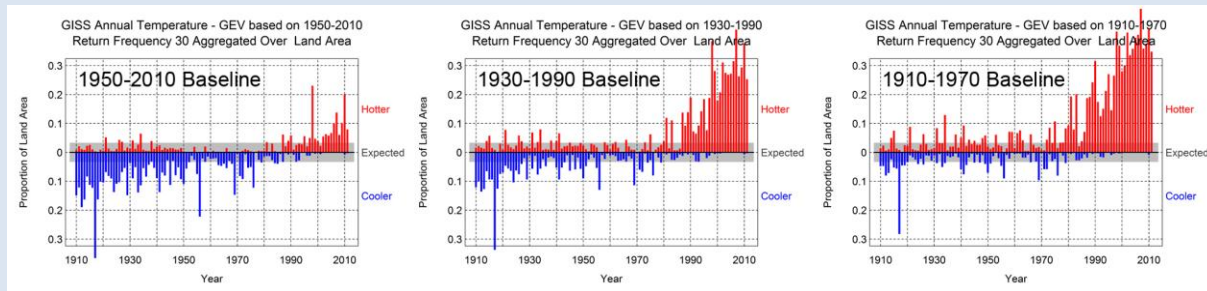 GISS Annual Temperature - GEV based on 1950-2010
Return Frequency 30 Aggregated Over Land Area
1950-2010 Baseline
Proportion of Land Area
0.3
0.2
0.1
0
0.1
0.2
0.3
Hotter
Expected
Cooler
1910
1930
1950
1970
1990
2010
Year
GISS Annual Temperature - GEV based on 1930-1990
Return Frequency 30 Aggregated Over Land Area
1930-1990 Baseline
Proportion of Land Area
0.3
0.2
0.1
0
0.1
0.2
0.3
Hotter
Expected
Cooler
1910
1930
1950
1970
1990
2010
Year
GISS Annual Temperature - GEV based on 1910-1970
Return Frequency 30 Aggregated Over Land Area
1910-1970 Baseline
Proportion of Land Area
0.3
0.2
0.1
0
0.1
0.2
0.3
Hotter
Expected
Cooler
1910
1930
1950
1970
1990
2010
Year